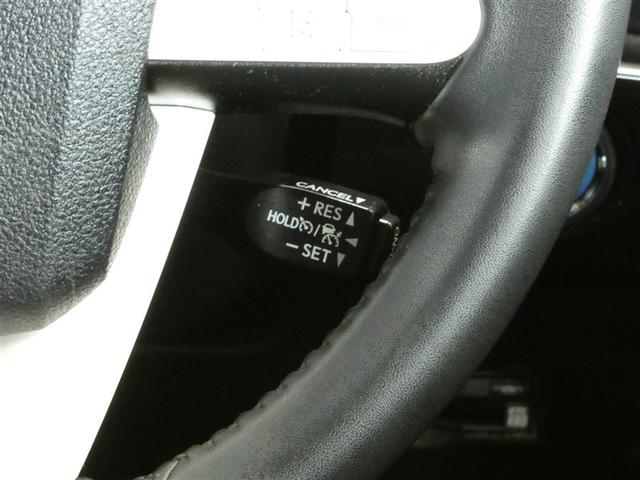 CANCEL▼
+ RES ▲
HOLD / ◀
− SET ▼